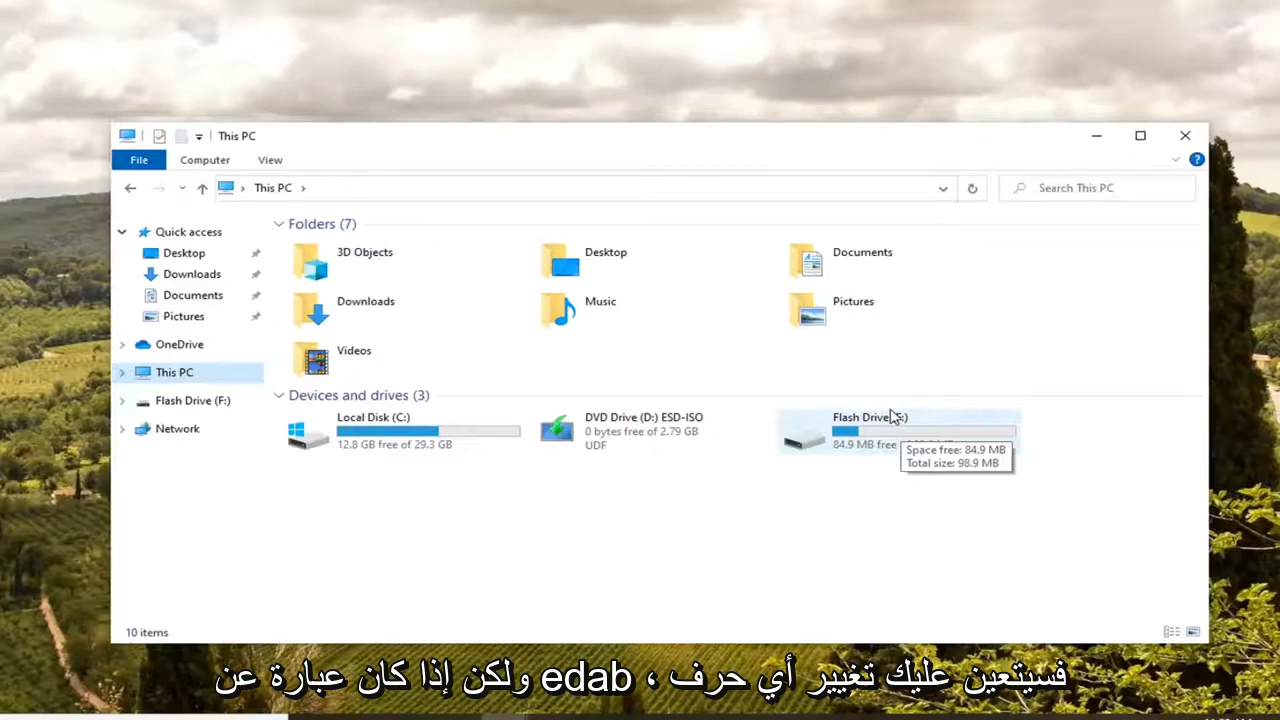 This PC
File
Computer
View
This PC
Search This PC
Quick access
Desktop
Downloads
Documents
Pictures
OneDrive
This PC
Flash Drive (F:)
Network
Folders (7)
3D Objects
Desktop
Documents
Downloads
Music
Pictures
Videos
Devices and drives (3)
Local Disk (C:)
12.8 GB free of 29.3 GB
DVD Drive (D:) ESD-ISO
0 bytes free of 2.79 GB
UDF
Flash Drive
84.9 MB free
Space free: 84.9 MB
Total size: 98.9 MB
10 items
فسيتعين عليك تغيير أي حرف ، edab ولكن إذا كان عبارة عن